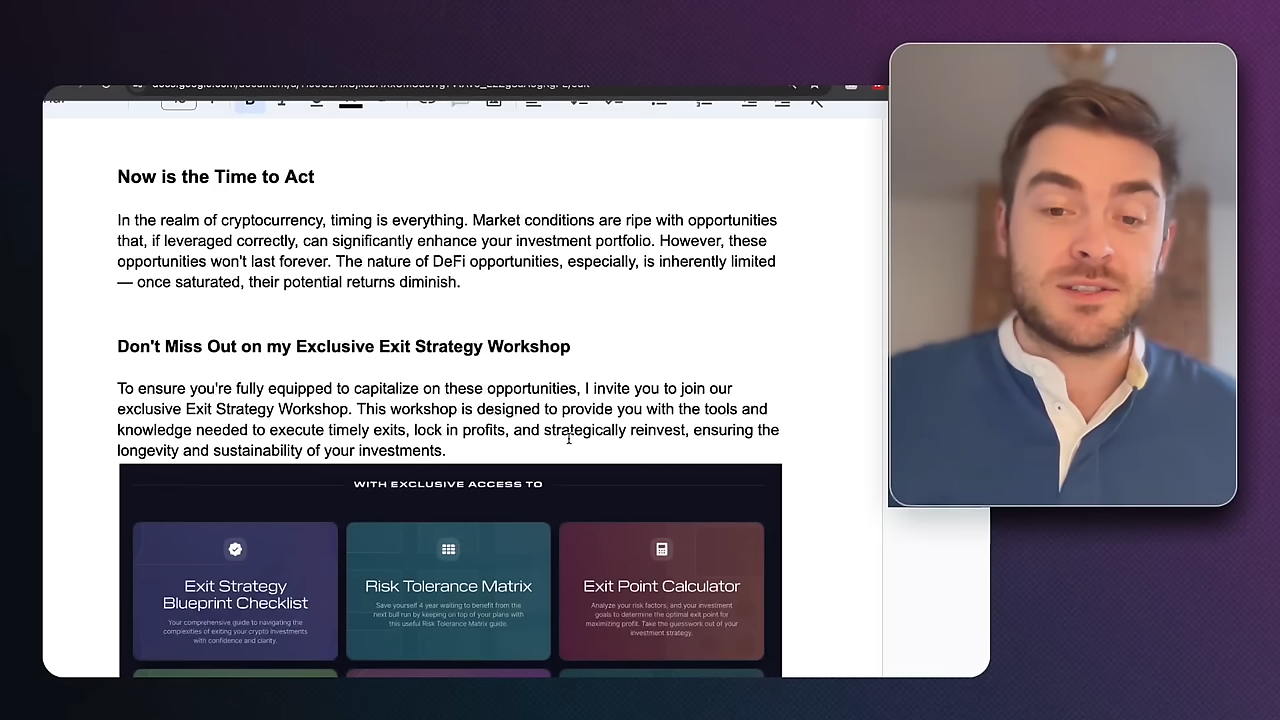 Now is the Time to Act
In the realm of cryptocurrency, timing is everything. Market conditions are ripe with opportunities
that, if leveraged correctly, can significantly enhance your investment portfolio. However, these
opportunities won't last forever. The nature of DeFi opportunities, especially, is inherently limited
— once saturated, their potential returns diminish.
Don't Miss Out on my Exclusive Exit Strategy Workshop
To ensure you're fully equipped to capitalize on these opportunities, I invite you to join our
exclusive Exit Strategy Workshop. This workshop is designed to provide you with the tools and
knowledge needed to execute timely exits, lock in profits, and strategically reinvest, ensuring the
longevity and sustainability of your investments.
WITH EXCLUSIVE ACCESS TO
Exit Strategy
Blueprint Checklist
Your comprehensive guide to navigating the
complexities of exiting your crypto investments
with confidence and clarity.
Risk Tolerance Matrix
Save yourself 4 year waiting to benefit from the
next bull run by keeping on top of your plans with
this useful Risk Tolerance Matrix guide.
Exit Point Calculator
Analyze your risk factors, and your investment
goals to determine the optimal exit point for
maximizing profit. Take the guesswork out of your
investment strategy.